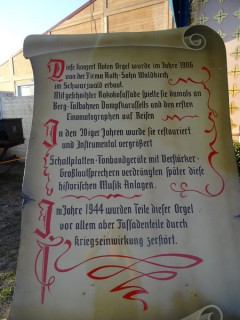 Diese Konzert Noten Orgel wurde im Jahre 1906
von der Firma Ruth-Sohn Waldkirch
im Schwarzwald erbaut.
Mit geschnitzter Rokokofassade spielte sie damals an
Berg-Talbahnen Dampfkarussells und den ersten
Cinematographen auf Reisen
In den 30iger Jahren wurde sie restauriert
und Instrumental vergrößert
Schallplatten-Tonbandgeräte mit Verstärker-
Großlautsprechern verdrängten später diese
historischen Musik Anlagen.
Im Jahre 1944 wurden Teile dieser Orgel
vor allem aber Fassadenteile durch
kriegseinwirkung zerstört.